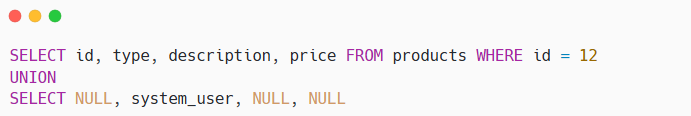 SELECT id, type, description, price FROM products WHERE id = 12
UNION
SELECT NULL, system_user, NULL, NULL